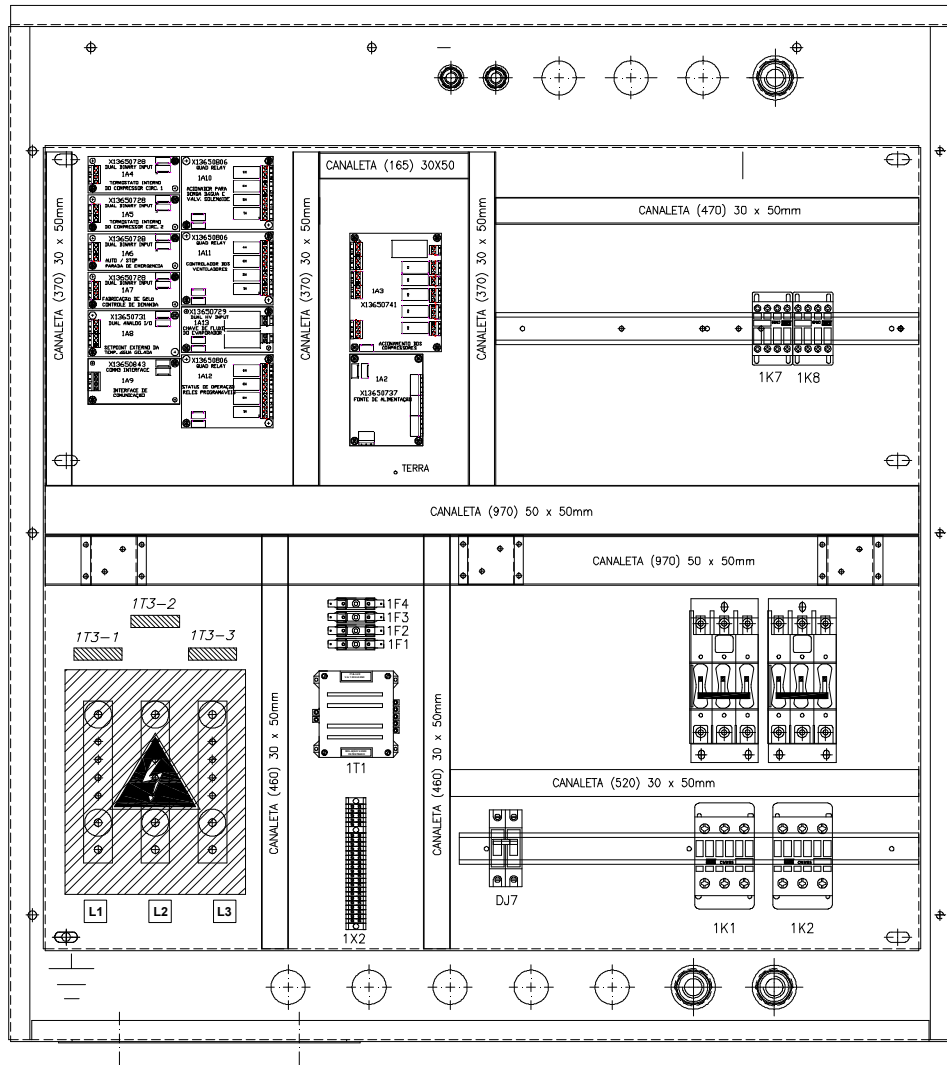 X13650728
DUAL BINARY INPUT
1A4
TERMOSTATO INTERNO
DO COMPRESSOR CIRC. 1
X13650728
DUAL BINARY INPUT
1A5
TERMOSTATO INTERNO
DO COMPRESSOR CIRC. 2
X13650728
DUAL BINARY INPUT
1A6
AUTO / STOP
PARADA DE EMERGENCIA
X13650728
DUAL BINARY INPUT
1A7
FABRICAÇÃO DE GELO
CONTROLE DE DEMANDA
X13650731
DUAL ANALOG I/O
1A8
SETPOINT EXTERNO DA
TEMP. AGUA GELADA
X13650843
COMM3 INTERFACE
1A9
INTERFACE DE
COMUNICAÇÃO
X13650806
QUAD RELAY
1A10
ACIONADOR PARA
VALV. SOLENOIDE
X13650806
QUAD RELAY
1A11
CONTROLADOR DOS
VENTILADORES
X13650729
DUAL HV INPUT
1A13
CHAVE DE FLUXO
DO EVAPORADOR
X13650806
QUAD RELAY
1A12
STATUS DE OPERAÇÃO
RELES PROGRAMAVEIS
CANALETA (370) 30 x 50mm
CANALETA (370) 30 x 50mm
CANALETA (165) 30X50
1A3
X13650741
ACIONAMENTO DOS
COMPRESSORES
1A2
X13650737
FONTE DE ALIMENTAÇÃO
TERRA
CANALETA (370) 30 x 50mm
CANALETA (470) 30 x 50mm
1K7 1K8
CANALETA (970) 50 x 50mm
CANALETA (970) 50 x 50mm
1T3-2
1T3-1
1T3-3
L1
L2
L3
CANALETA (460) 30 x 50mm
1F4
1F3
1F2
1F1
1T1
1X2
CANALETA (460) 30 x 50mm
CANALETA (520) 30 x 50mm
DJ7
1K1
1K2